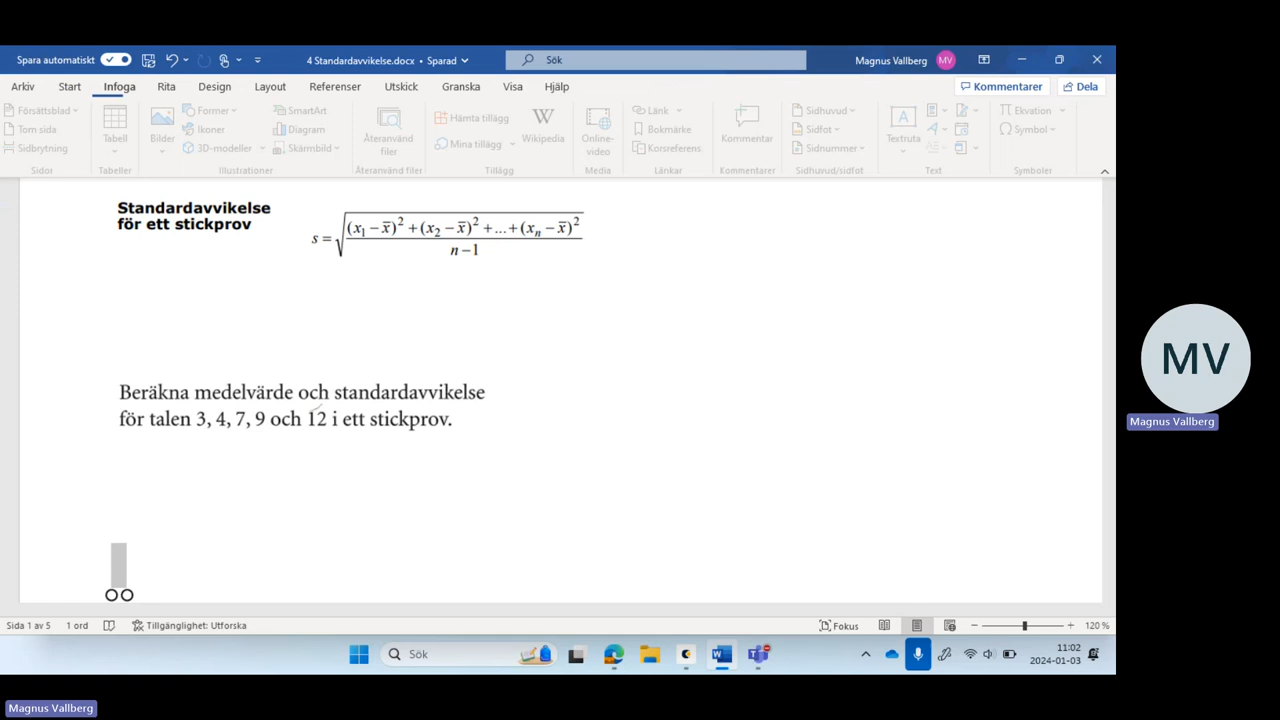 Spara automatiskt
4 Standardavvikelse.docx • Sparad
Sök
Magnus Vallberg
MV
Arkiv Start Infoga Rita Design Layout Referenser Utskick Granska Visa Hjälp
Kommentarer
Dela
Försättsblad
Tom sida
Sidbrytning
Sidor
Tabell
Tabeller
Bilder
Former
Ikoner
3D-modeller
SmartArt
Diagram
Skärmbild
Illustrationer
Återanvänd filer
Återanvänd filer
Hämta tillägg
Mina tillägg
Wikipedia
Tillägg
Online-video
Media
Länk
Bokmärke
Korsreferens
Länkar
Kommentar
Kommentarer
Sidhuvud
Sidfot
Sidnummer
Sidhuvud/sidfot
Textruta
Text
Ekvation
Symbol
Symboler
Standardavvikelse
för ett stickprov
s = √(((x₁ − x̄)² + (x₂ − x̄)² + ... + (xₙ − x̄)²) / (n − 1))
Beräkna medelvärde och standardavvikelse
för talen 3, 4, 7, 9 och 12 i ett stickprov.
MV
Magnus Vallberg
Sida 1 av 5
1 ord
Tillgänglighet: Utforska
Fokus
120 %
Sök
11:02
2024-01-03
Magnus Vallberg